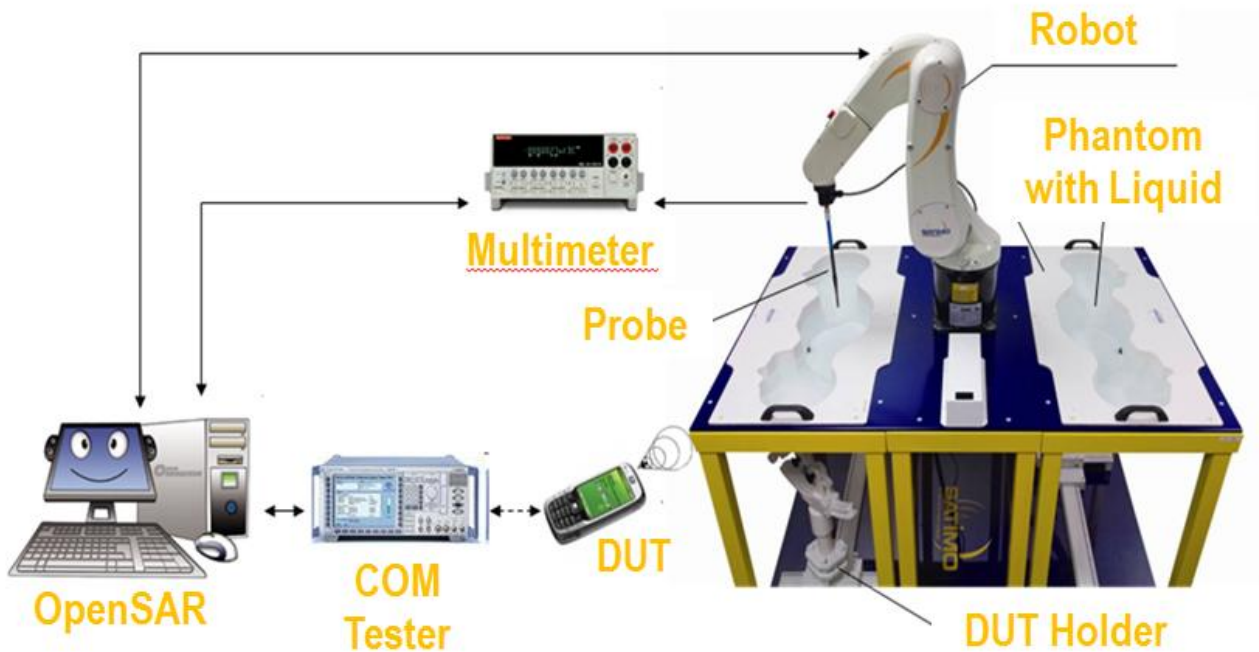 Robot
Phantom
with Liquid
Multimeter
Probe
SATIMO
OpenSAR
COM
Tester
DUT
DUT Holder